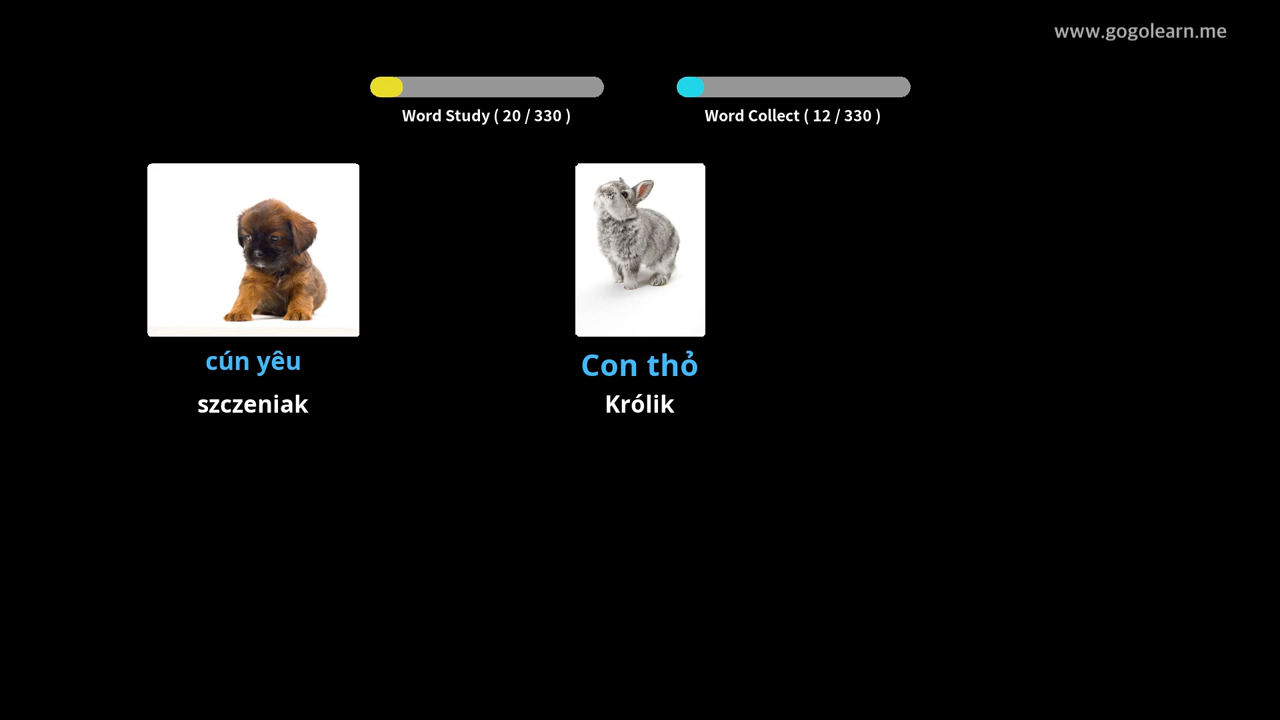 www.gogolearn.me
Word Study ( 20 / 330 )
Word Collect ( 12 / 330 )
cún yêu
szczeniak
Con thỏ
Królik